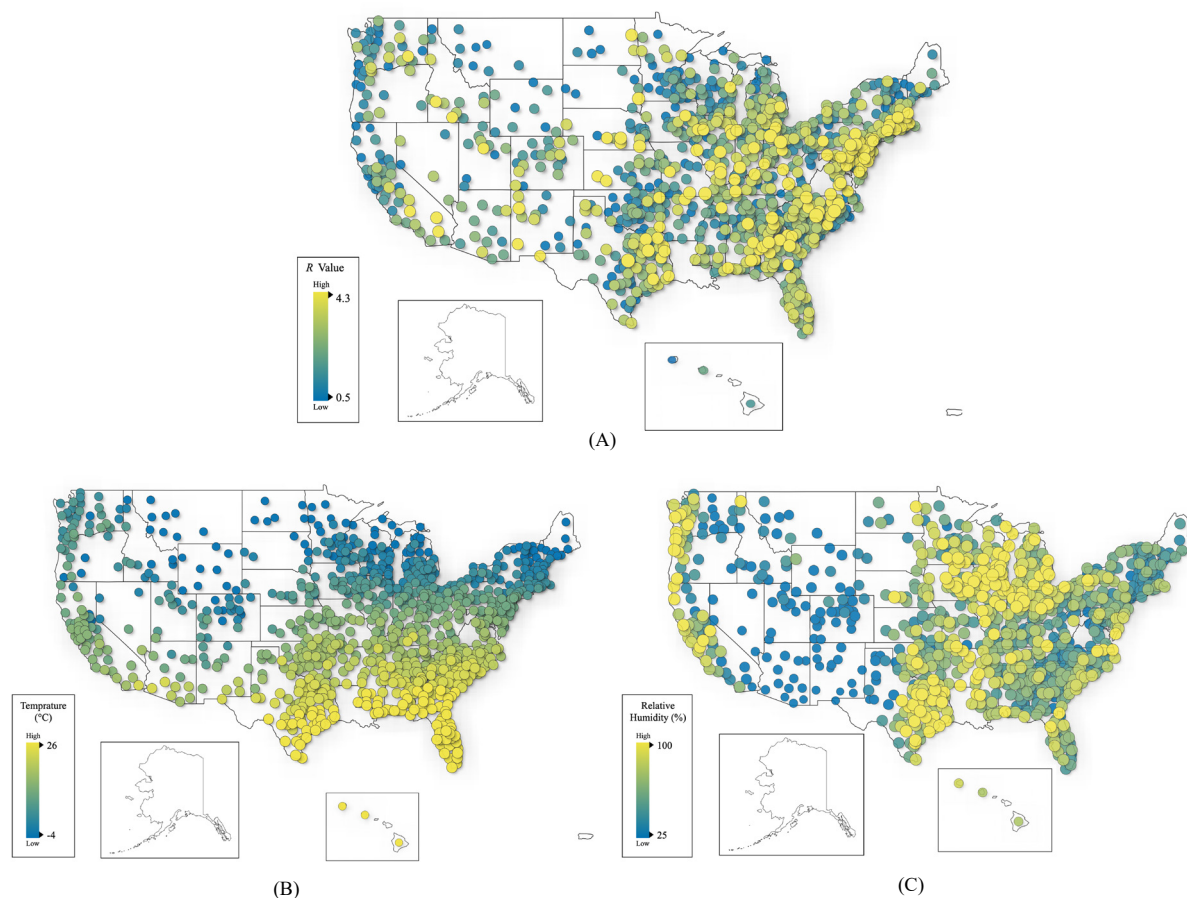 R Value
High
4.3
0.5
Low
(A)
Temprature
(°C)
High
26
-4
Low
(B)
Relative
Humidity (%)
High
100
25
Low
(C)